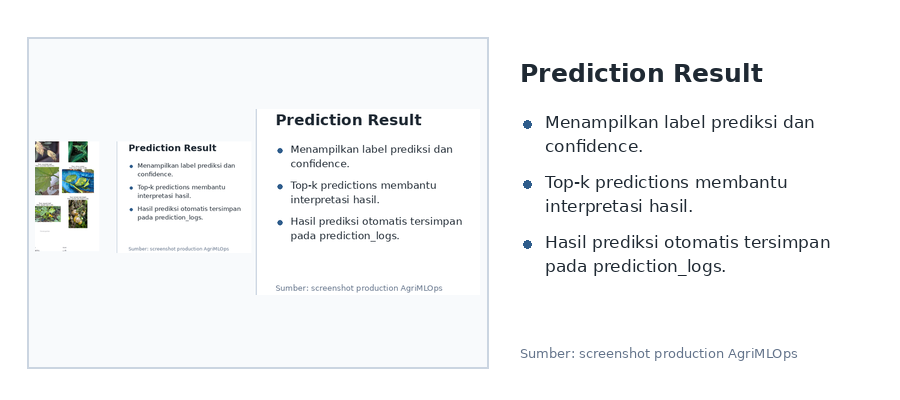 Prediction Result
Menampilkan label prediksi dan
confidence.
Top-k predictions membantu
interpretasi hasil.
Hasil prediksi otomatis tersimpan
pada prediction_logs.
Sumber: screenshot production AgriMLOps
Prediction Result
Menampilkan label prediksi dan
confidence.
Top-k predictions membantu
interpretasi hasil.
Hasil prediksi otomatis tersimpan
pada prediction_logs.
Sumber: screenshot production AgriMLOps
Prediction Result
Menampilkan label prediksi dan
confidence.
Top-k predictions membantu
interpretasi hasil.
Hasil prediksi otomatis tersimpan
pada prediction_logs.
Sumber: screenshot production AgriMLOps